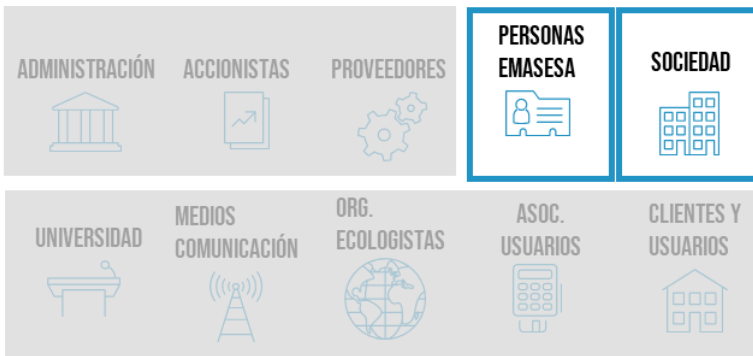 ADMINISTRACIÓN
ACCIONISTAS
PROVEEDORES
PERSONAS
EMASESA
SOCIEDAD
UNIVERSIDAD
MEDIOS
COMUNICACIÓN
ORG.
ECOLOGISTAS
ASOC.
USUARIOS
CLIENTES Y
USUARIOS